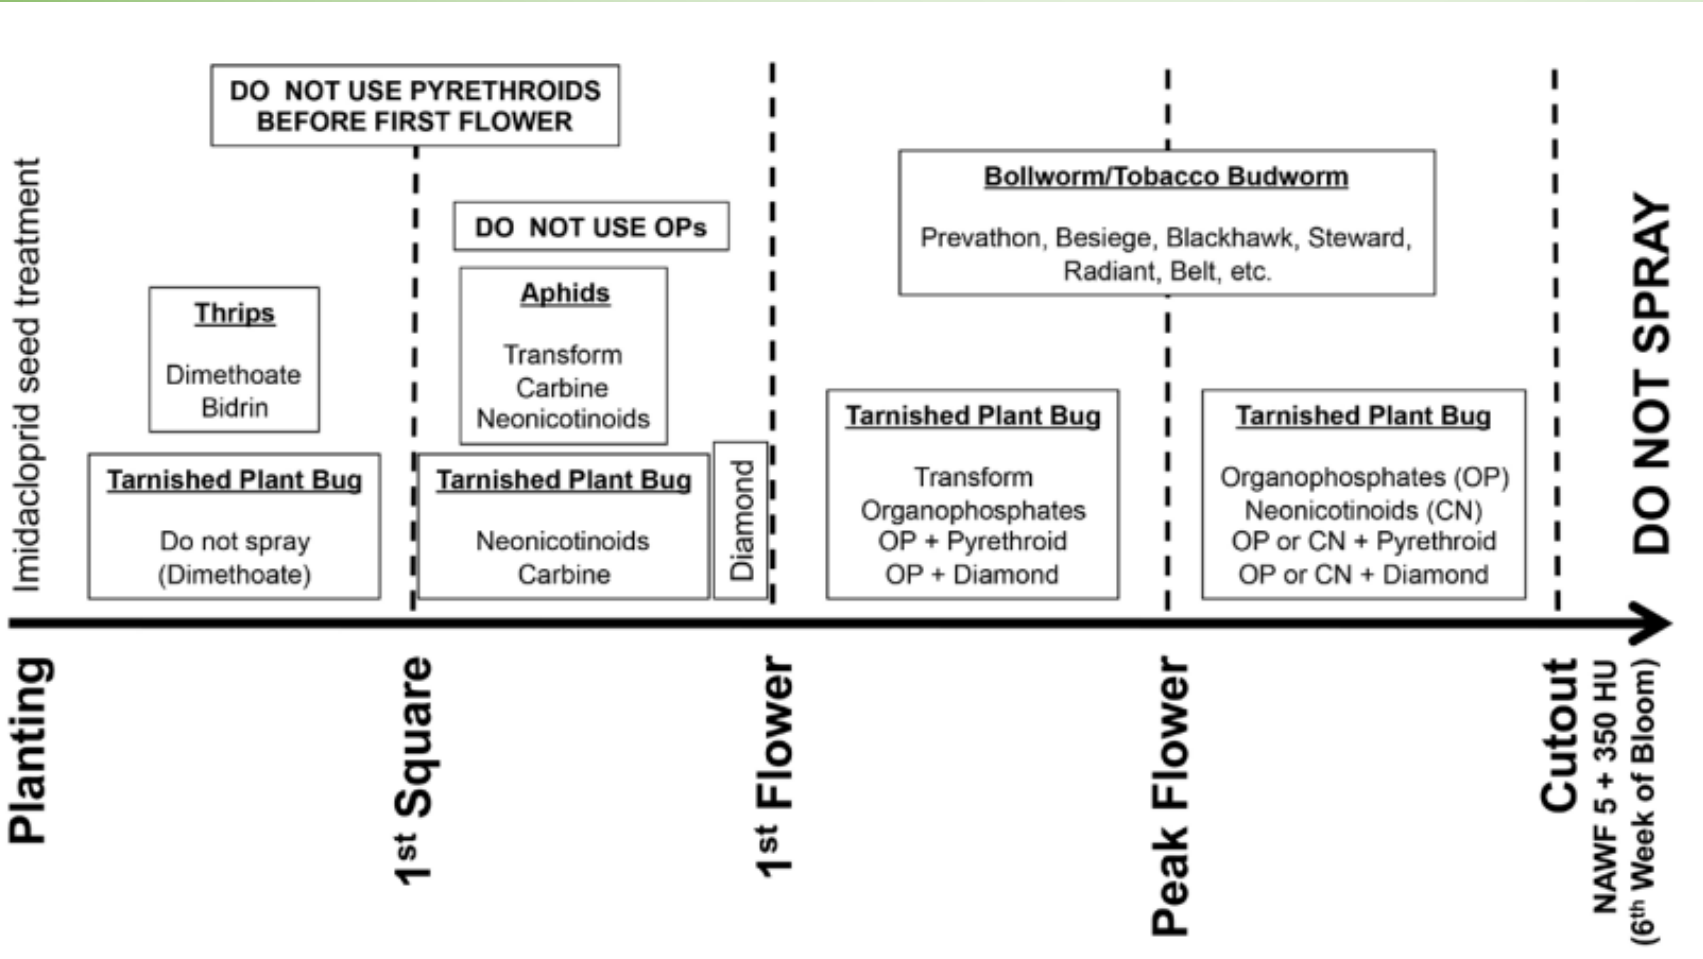 Imidacloprid seed treatment
DO NOT USE PYRETHROIDS
BEFORE FIRST FLOWER
Thrips
Dimethoate
Bidrin
Tarnished Plant Bug
Do not spray
(Dimethoate)
DO NOT USE OPs
Aphids
Transform
Carbine
Neonicotinoids
Tarnished Plant Bug
Neonicotinoids
Carbine
Diamond
Bollworm/Tobacco Budworm
Prevathon, Besiege, Blackhawk, Steward,
Radiant, Belt, etc.
Tarnished Plant Bug
Transform
Organophosphates
OP + Pyrethroid
OP + Diamond
Tarnished Plant Bug
Organophosphates (OP)
Neonicotinoids (CN)
OP or CN + Pyrethroid
OP or CN + Diamond
DO NOT SPRAY
Planting
1st Square
1st Flower
Peak Flower
Cutout
NAWF 5 + 350 HU
(6th Week of Bloom)